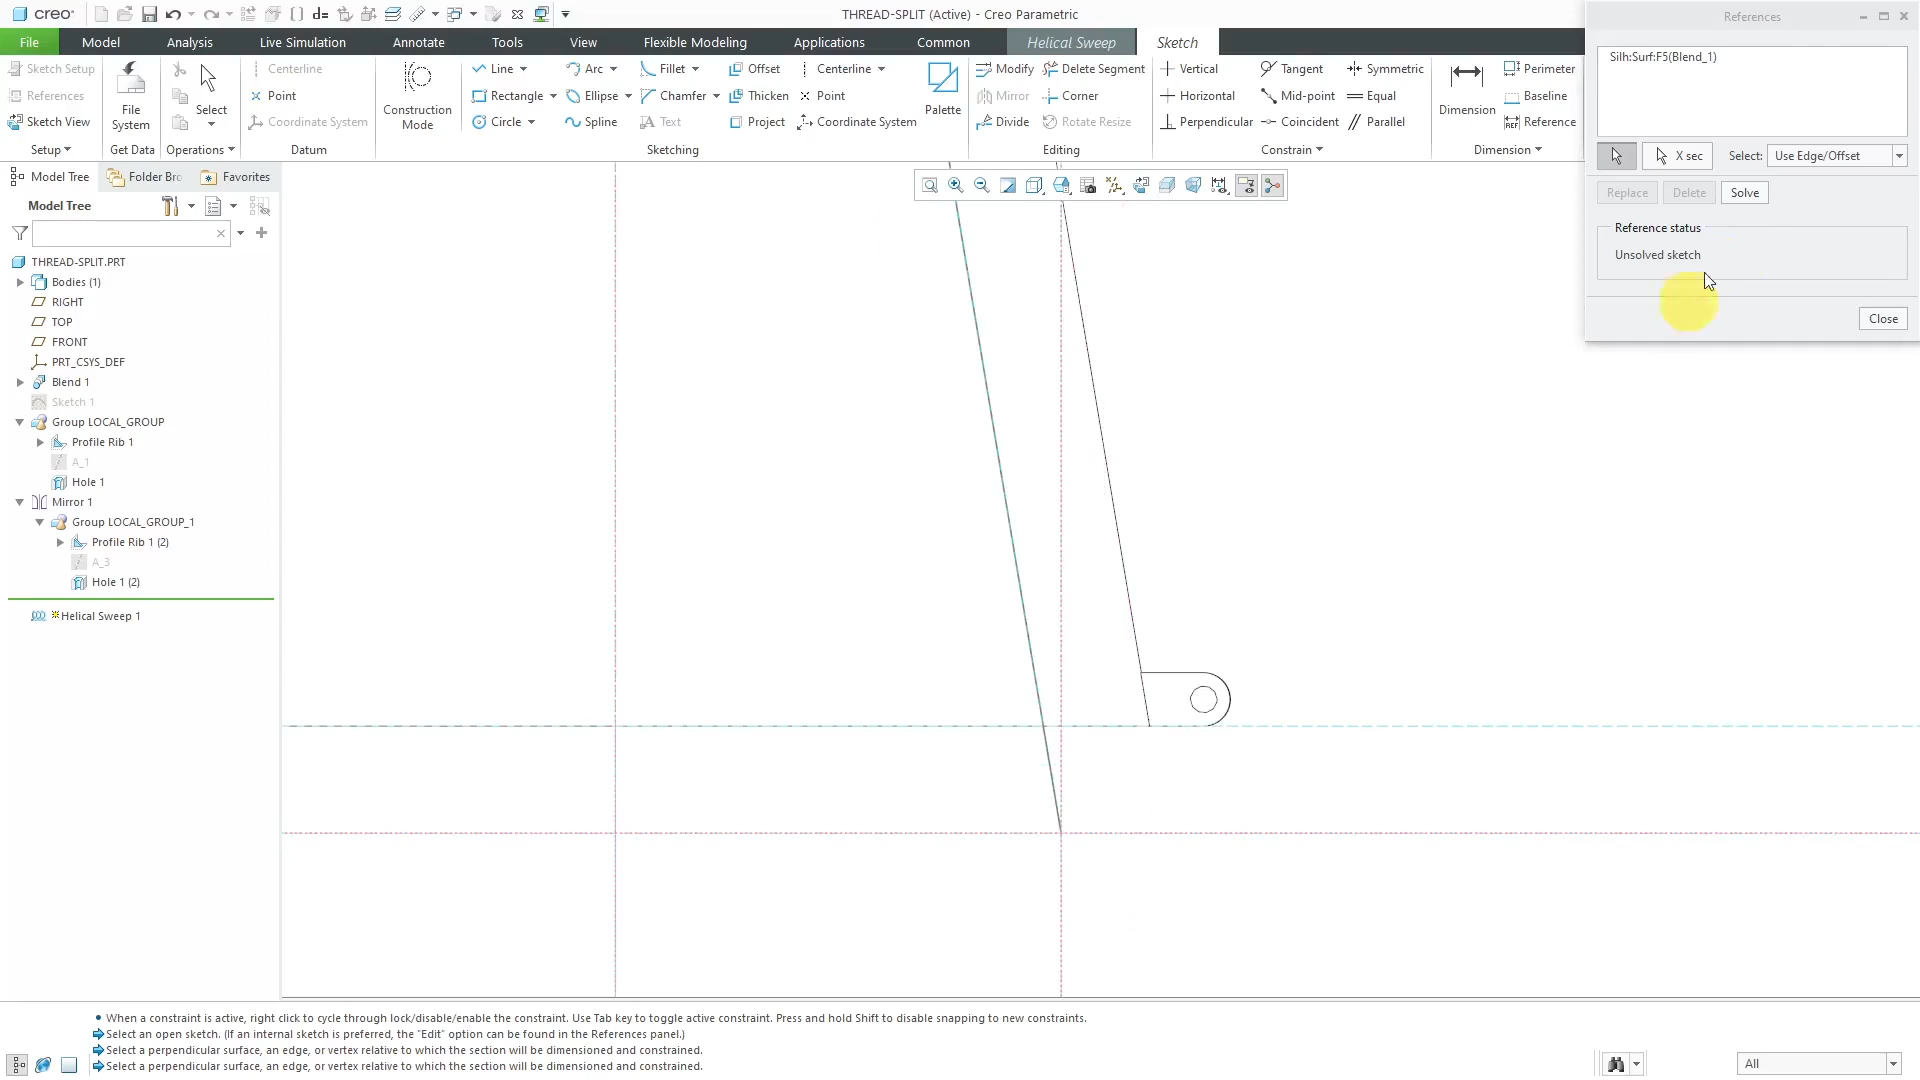 creo
THREAD-SPLIT (Active) - Creo Parametric
References
File
Model
Analysis
Live Simulation
Annotate
Tools
View
Flexible Modeling
Applications
Common
Helical Sweep
Sketch
Sketch Setup
References
Sketch View
Setup
File System
Get Data
Select
Operations
Centerline
Point
Coordinate System
Datum
Construction Mode
Line
Rectangle
Circle
Arc
Ellipse
Spline
Fillet
Chamfer
Text
Offset
Thicken
Project
Centerline
Point
Coordinate System
Palette
Sketching
Modify
Mirror
Divide
Delete Segment
Corner
Rotate Resize
Editing
Vertical
Horizontal
Perpendicular
Tangent
Mid-point
Coincident
Symmetric
Equal
Parallel
Constrain
Dimension
Perimeter
Baseline
REF Reference
Dimension
Silh:Surf:F5(Blend_1)
X sec
Select: Use Edge/Offset
Replace
Delete
Solve
Reference status
Unsolved sketch
Close
Model Tree
Folder Bro
Favorites
Model Tree
THREAD-SPLIT.PRT
Bodies (1)
RIGHT
TOP
FRONT
PRT_CSYS_DEF
Blend 1
Sketch 1
Group LOCAL_GROUP
Profile Rib 1
A_1
Hole 1
Mirror 1
Group LOCAL_GROUP_1
Profile Rib 1 (2)
A_3
Hole 1 (2)
Helical Sweep 1
When a constraint is active, right click to cycle through lock/disable/enable the constraint. Use Tab key to toggle active constraint. Press and hold Shift to disable snapping to new constraints.
Select an open sketch. (If an internal sketch is preferred, the "Edit" option can be found in the References panel.)
Select a perpendicular surface, an edge, or vertex relative to which the section will be dimensioned and constrained.
Select a perpendicular surface, an edge, or vertex relative to which the section will be dimensioned and constrained.
All